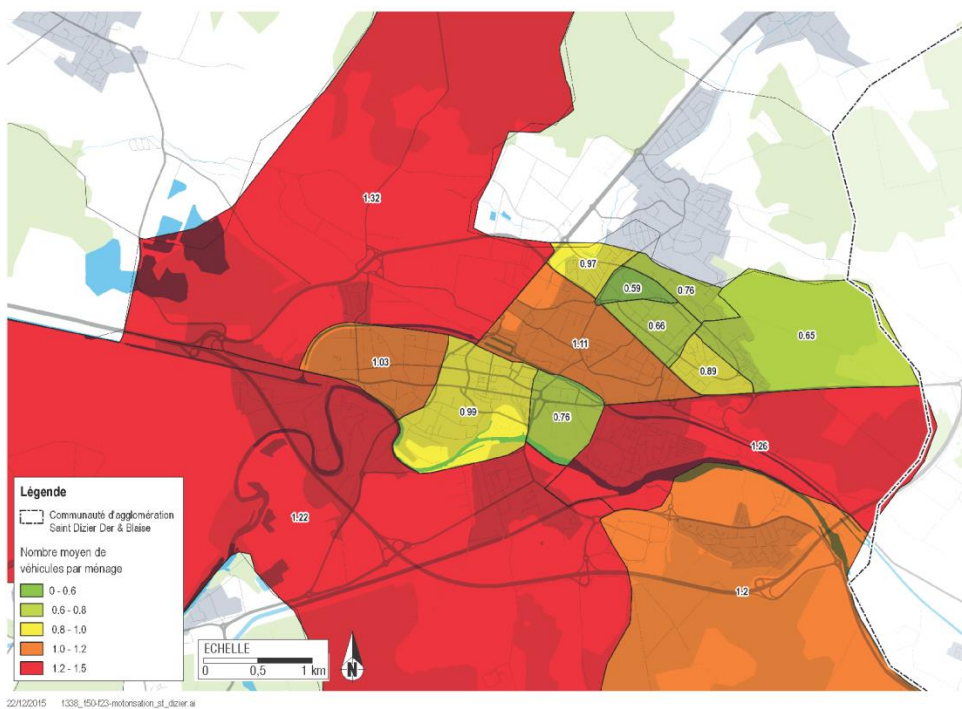 1.32
0.97
0.59
0.76
0.66
0.65
1.11
1.03
0.89
0.99
0.76
1.26
1.22
1.2
Légende
Communauté d'agglomération
Saint Dizier Der & Blaise
Nombre moyen de
véhicules par ménage
0 - 0.6
0.6 - 0.8
0.8 - 1.0
1.0 - 1.2
1.2 - 1.5
ECHELLE
0 0,5 1 km
N
22/12/2015 1338_150-f23-motorisation_st_dizier.ai